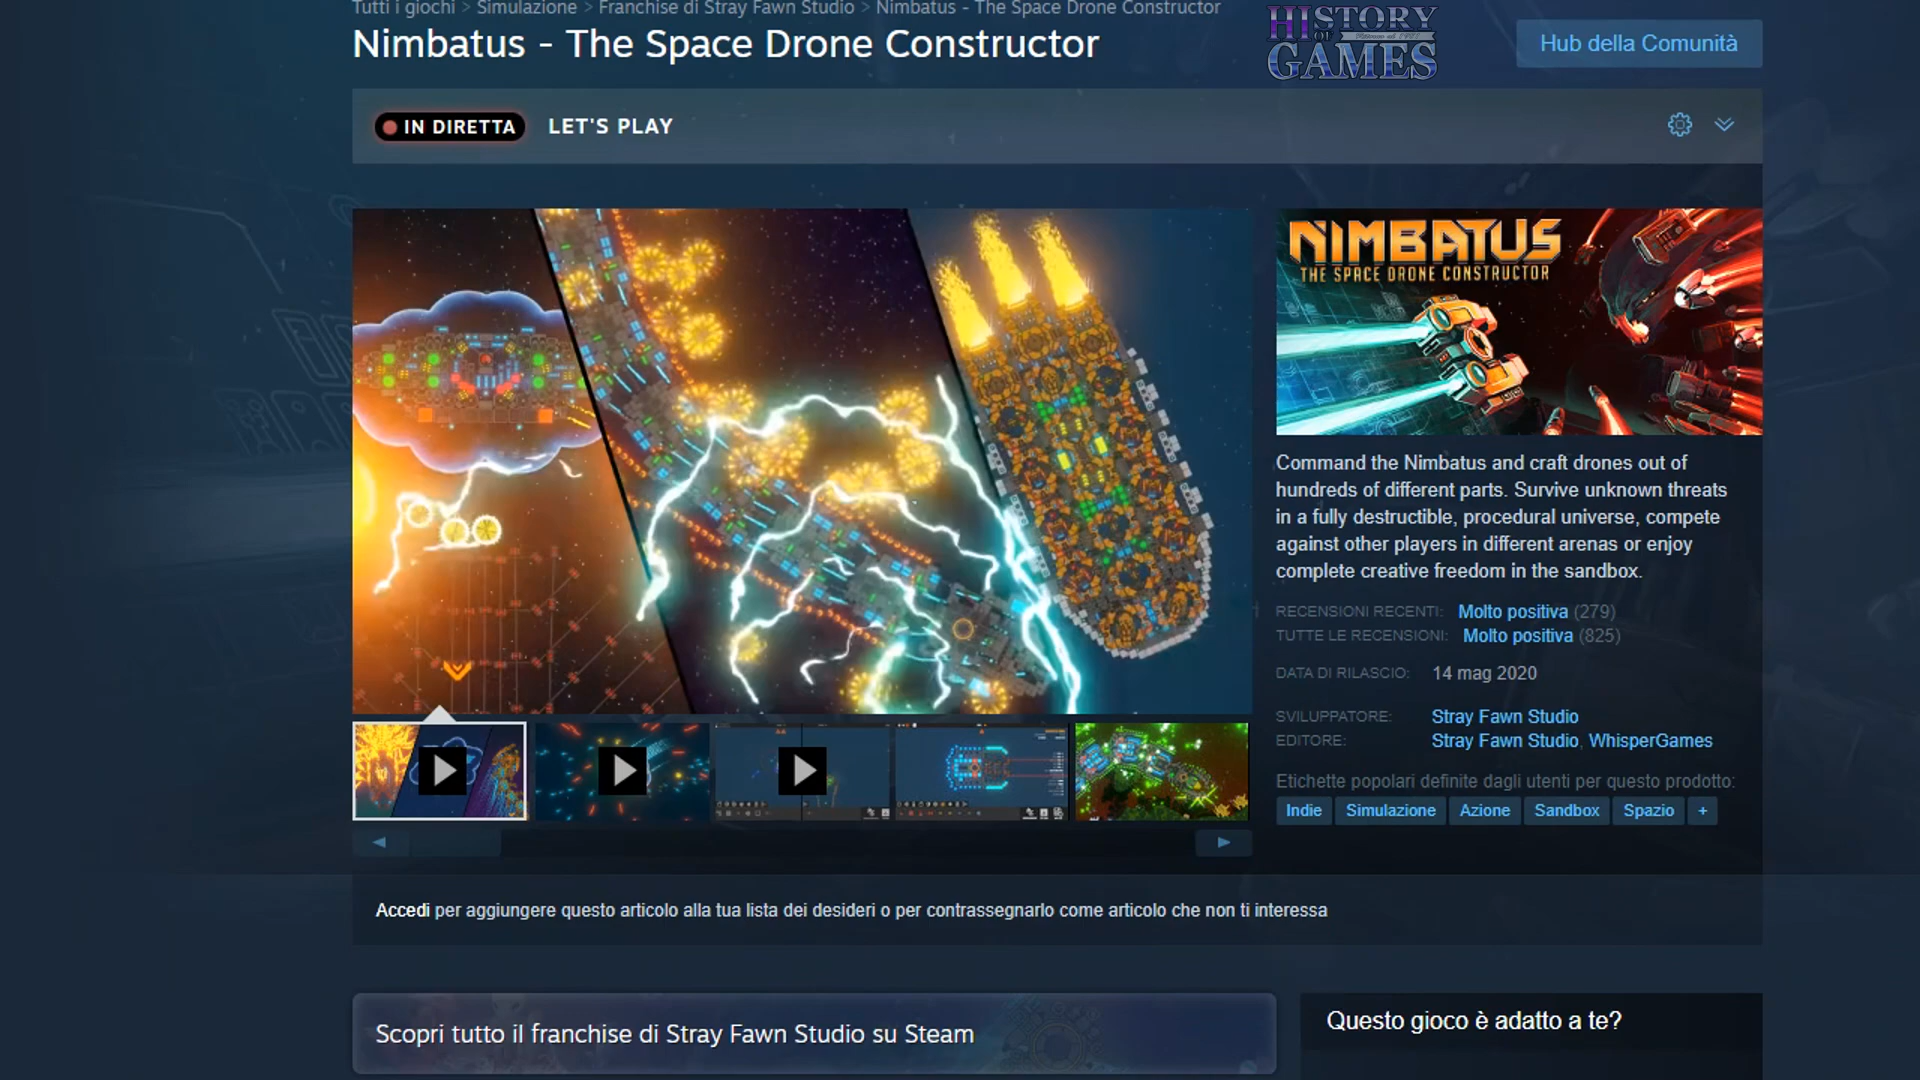 Tutti i giochi > Simulazione > Franchise di Stray Fawn Studio > Nimbatus - The Space Drone Constructor
Nimbatus - The Space Drone Constructor
HISTORY
OF
GAMES
Hub della Comunità
IN DIRETTA
LET'S PLAY
NIMBATUS
THE SPACE DRONE CONSTRUCTOR
Command the Nimbatus and craft drones out of
hundreds of different parts. Survive unknown threats
in a fully destructible, procedural universe, compete
against other players in different arenas or enjoy
complete creative freedom in the sandbox.
RECENSIONI RECENTI: Molto positiva (279)
TUTTE LE RECENSIONI: Molto positiva (825)
DATA DI RILASCIO: 14 mag 2020
SVILUPPATORE: Stray Fawn Studio
EDITORE: Stray Fawn Studio, WhisperGames
Etichette popolari definite dagli utenti per questo prodotto:
Indie Simulazione Azione Sandbox Spazio +
Accedi per aggiungere questo articolo alla tua lista dei desideri o per contrassegnarlo come articolo che non ti interessa
Scopri tutto il franchise di Stray Fawn Studio su Steam
Questo gioco è adatto a te?